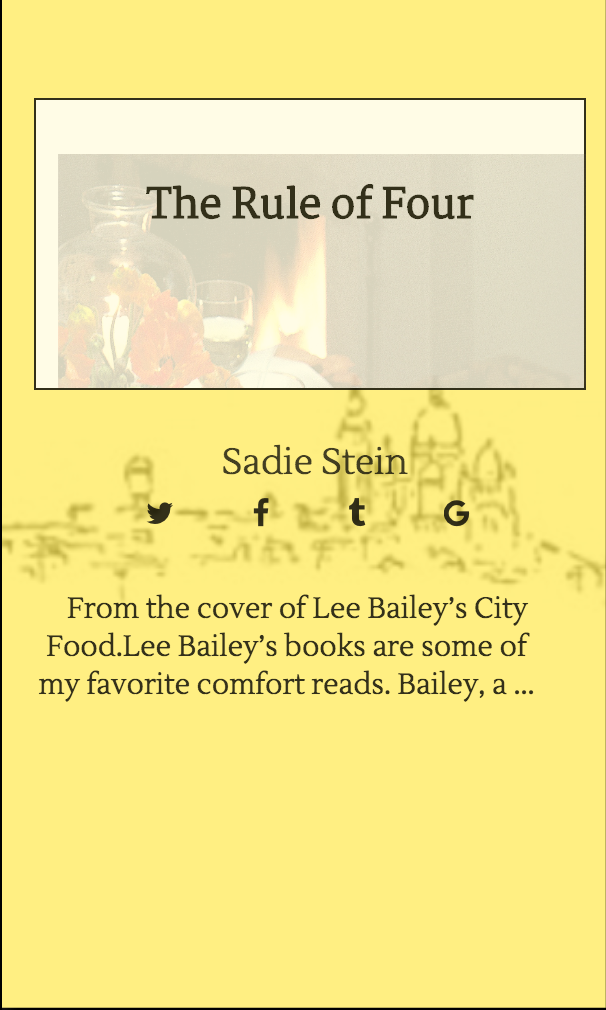 The Rule of Four
Sadie Stein
From the cover of Lee Bailey’s City
Food.Lee Bailey’s books are some of
my favorite comfort reads. Bailey, a ...